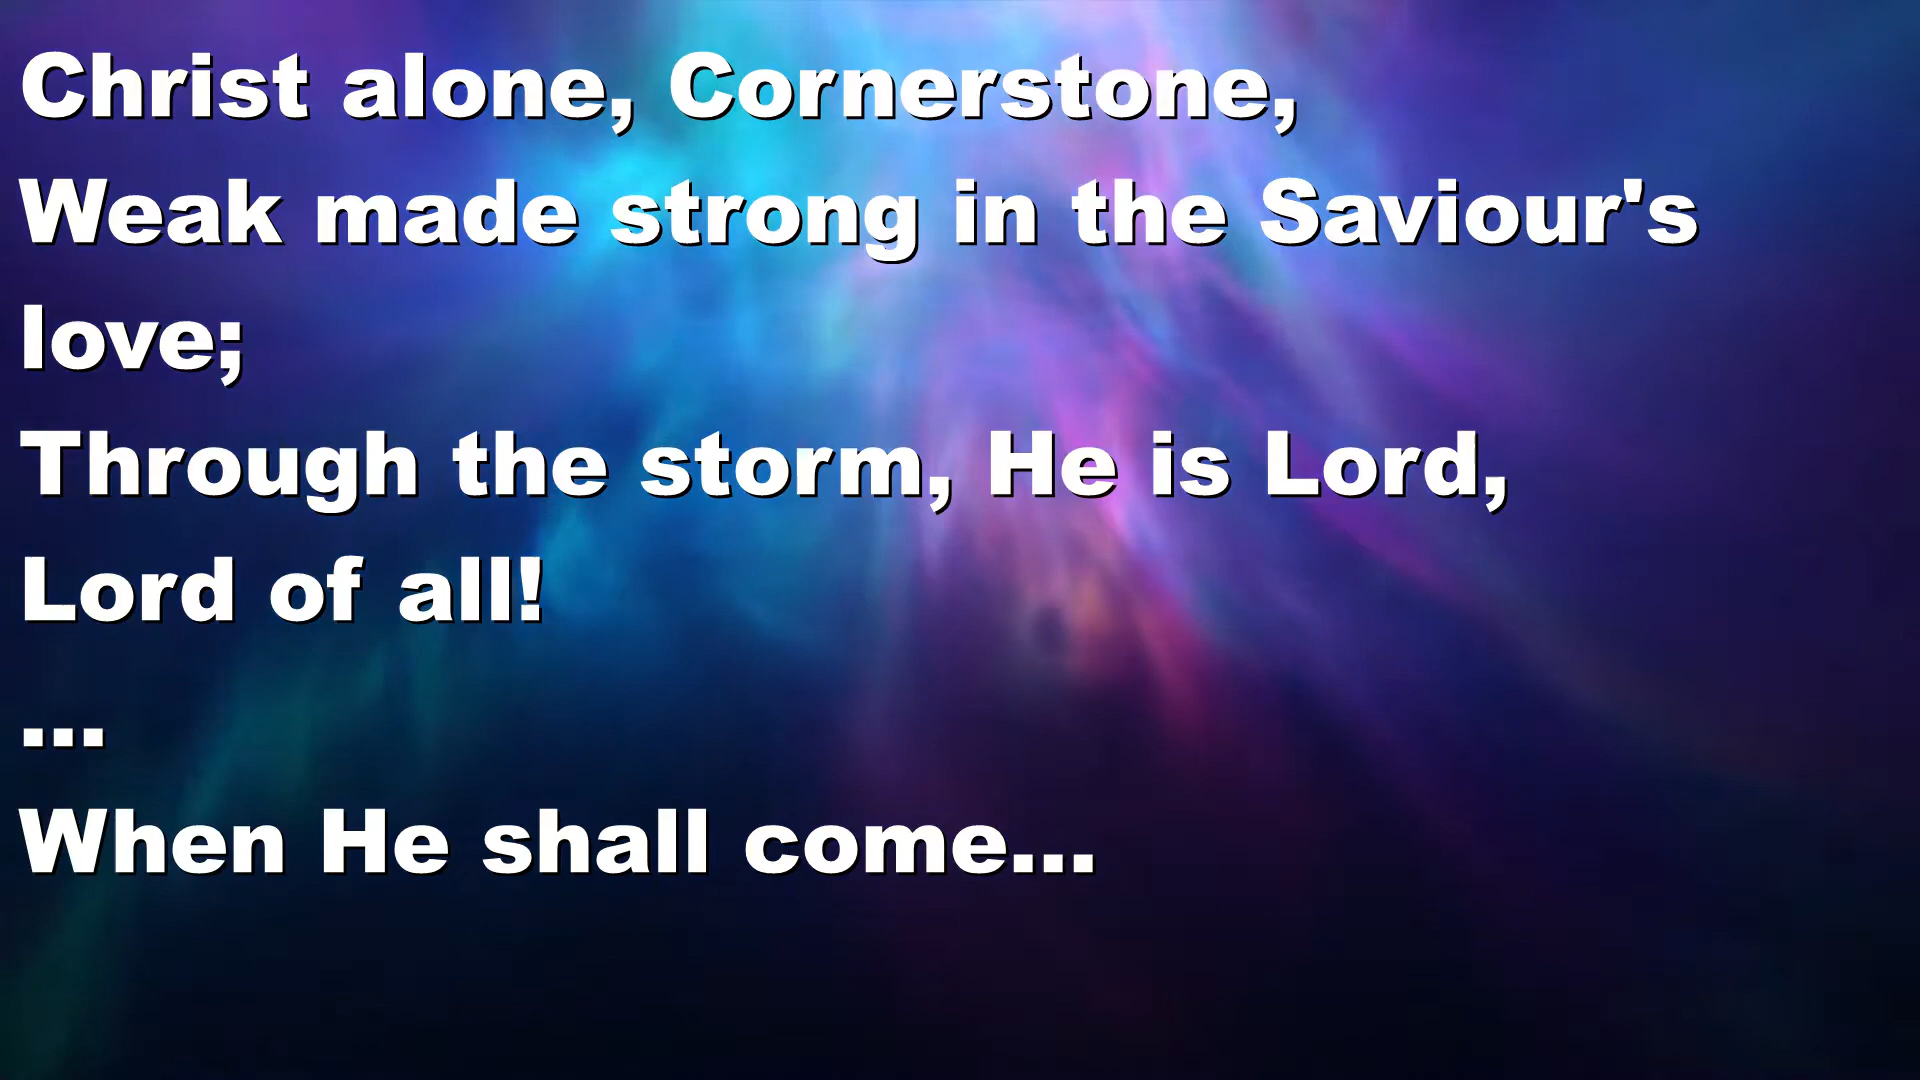 Christ alone, Cornerstone,
Weak made strong in the Saviour's
love;
Through the storm, He is Lord,
Lord of all!
...
When He shall come...